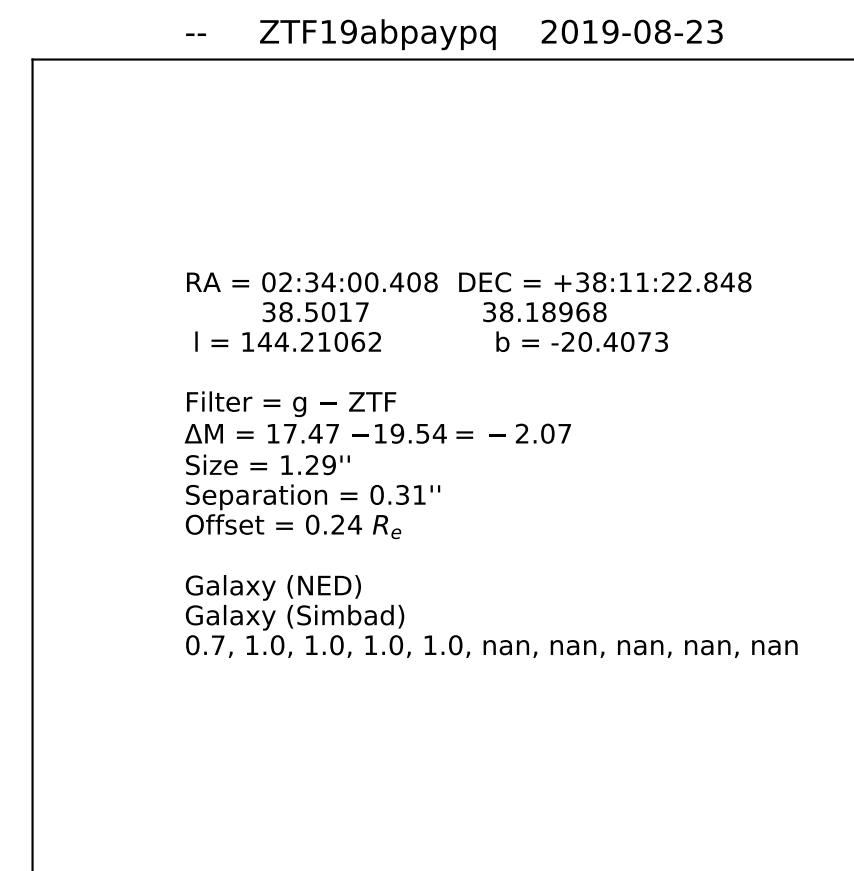 -- ZTF19abpaypq 2019-08-23
RA = 02:34:00.408 DEC = +38:11:22.848
38.5017 38.18968
l = 144.21062 b = -20.4073
Filter = g − ZTF
ΔM = 17.47 −19.54 = − 2.07
Size = 1.29''
Separation = 0.31''
Offset = 0.24 Re
Galaxy (NED)
Galaxy (Simbad)
0.7, 1.0, 1.0, 1.0, 1.0, nan, nan, nan, nan, nan